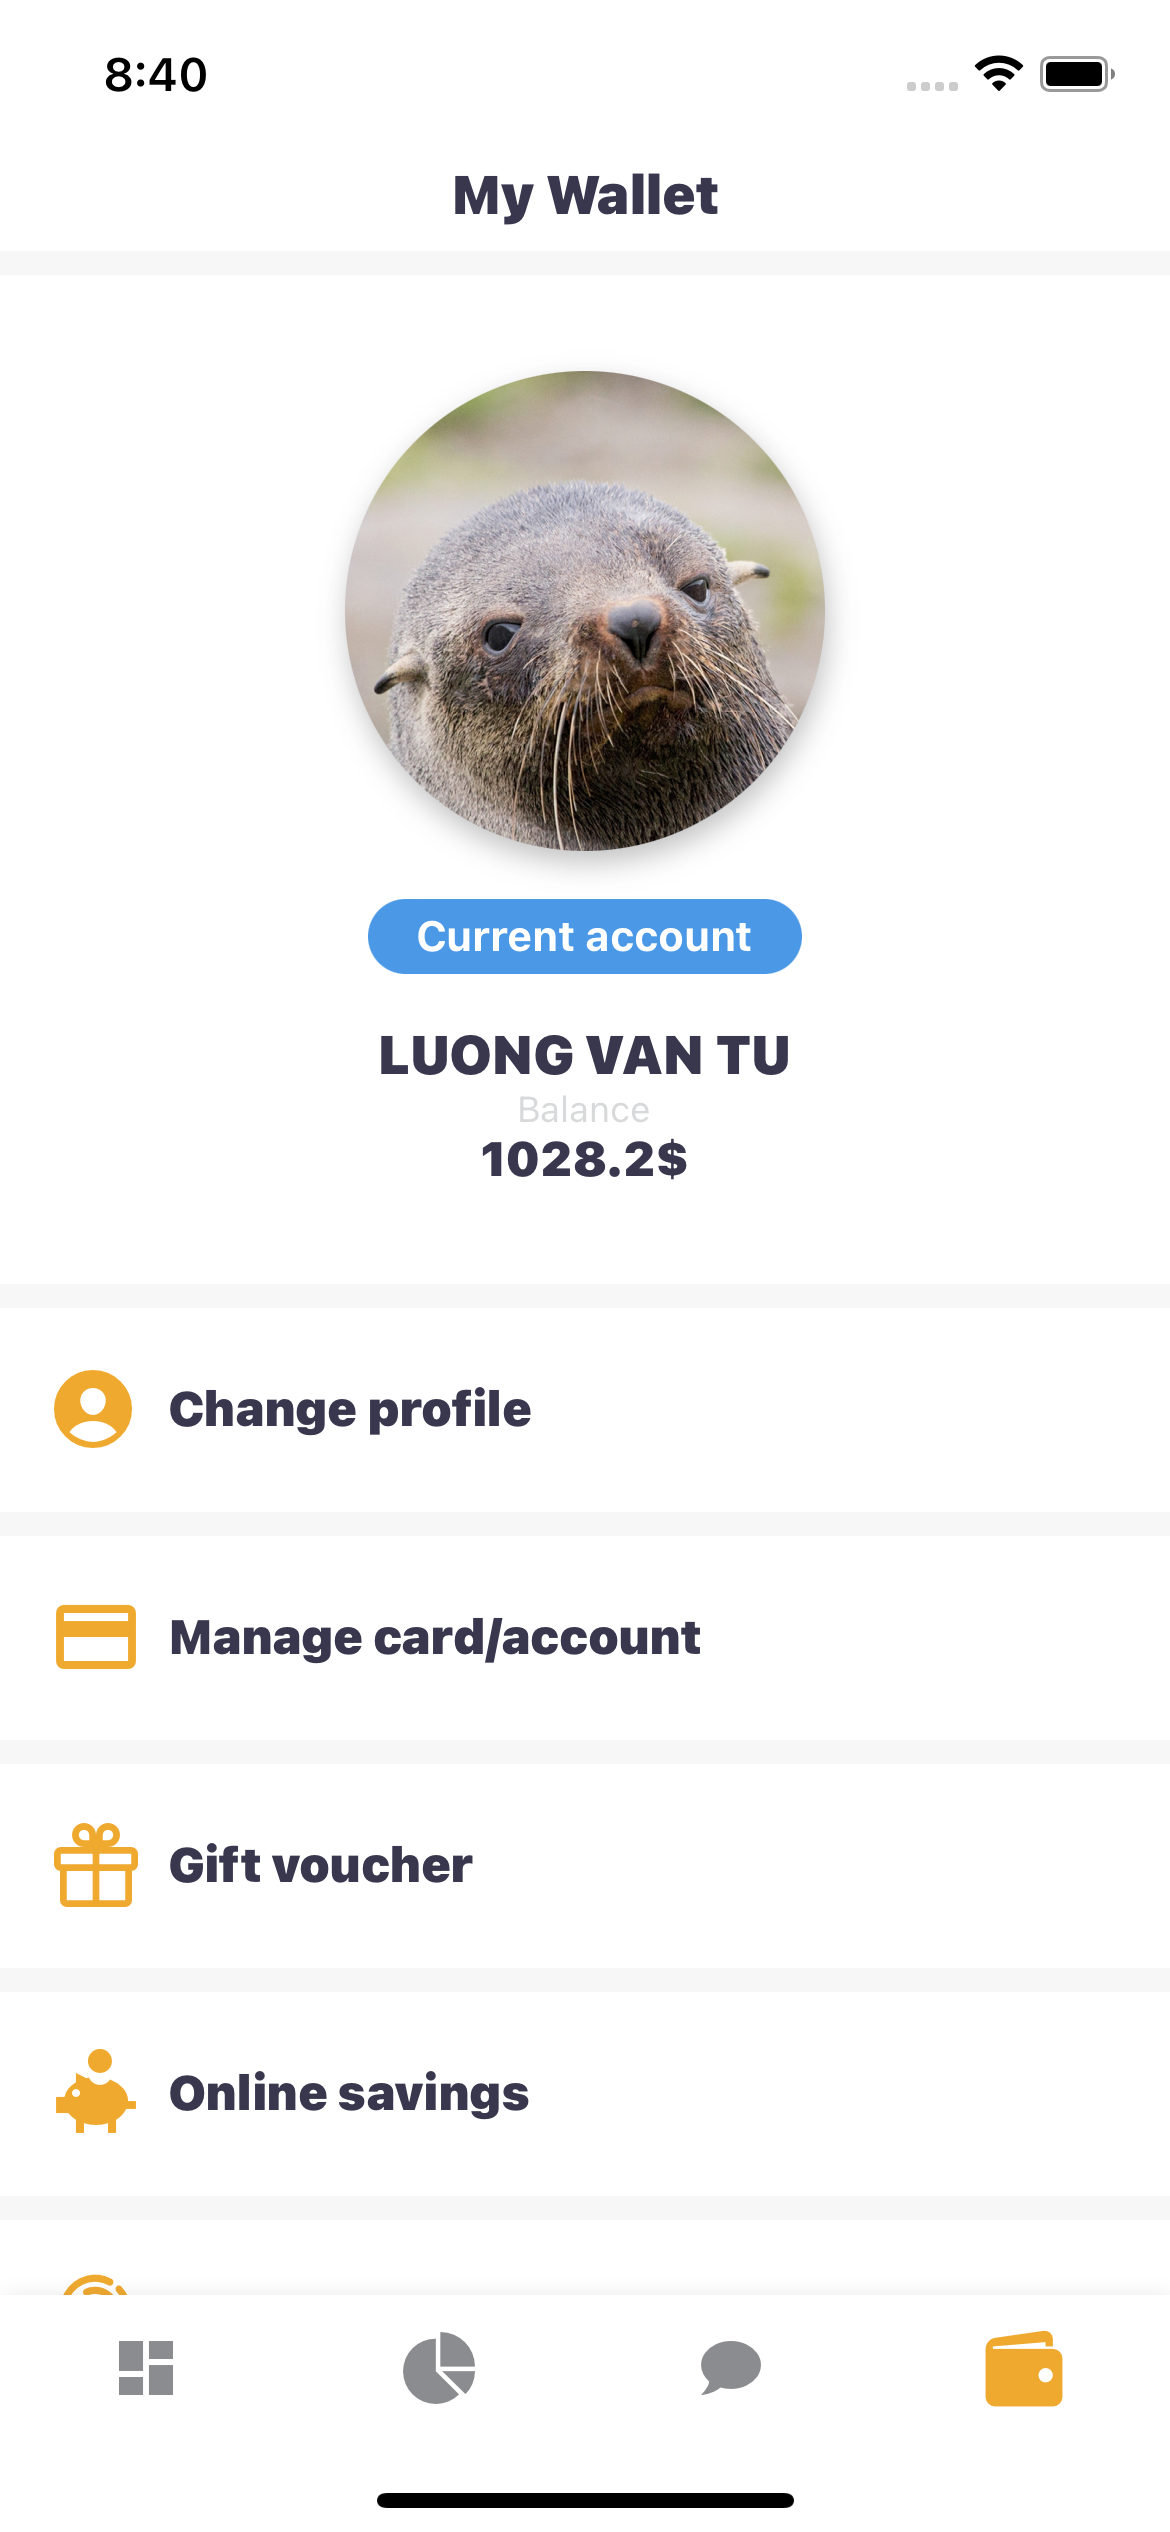 8:40
My Wallet
Current account
LUONG VAN TU
Balance
1028.2$
Change profile
Manage card/account
Gift voucher
Online savings